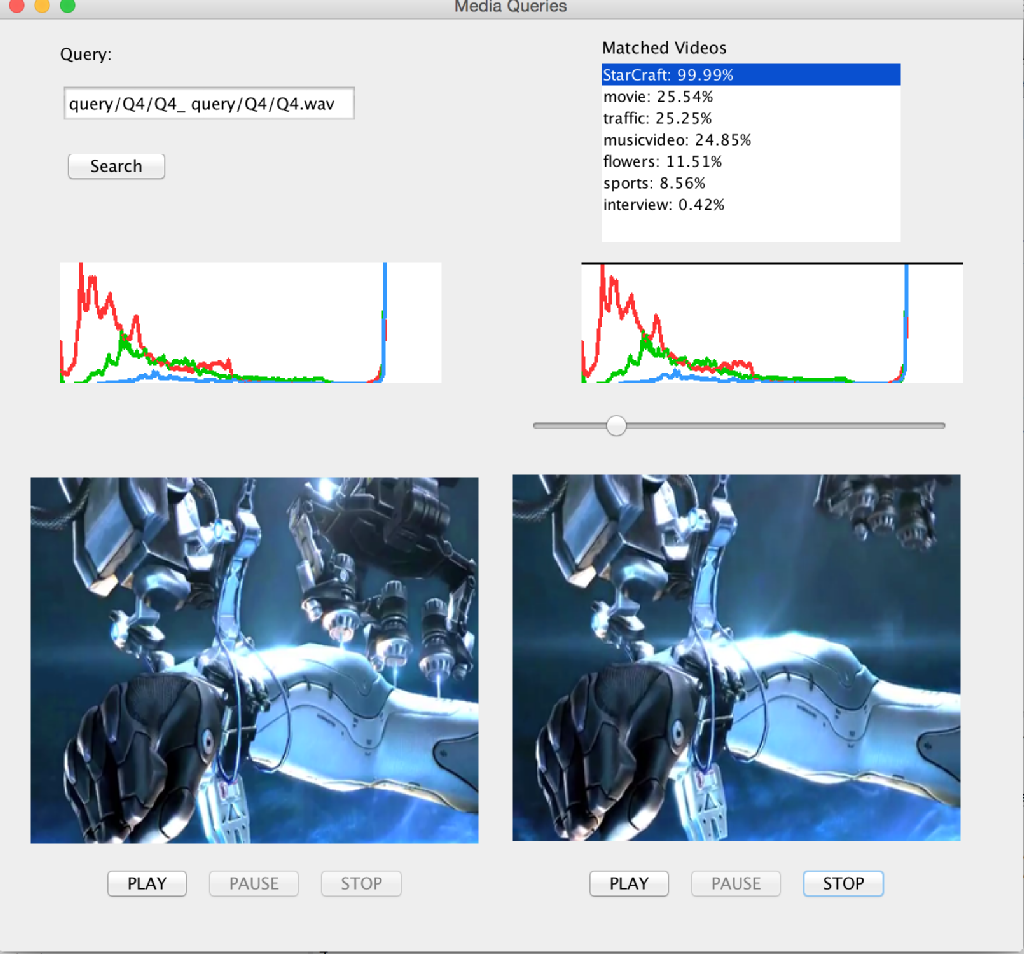 Media Queries
Query:
query/Q4/Q4_ query/Q4/Q4.wav
Search
Matched Videos
StarCraft: 99.99%
movie: 25.54%
traffic: 25.25%
musicvideo: 24.85%
flowers: 11.51%
sports: 8.56%
interview: 0.42%
PLAY PAUSE STOP
PLAY PAUSE STOP